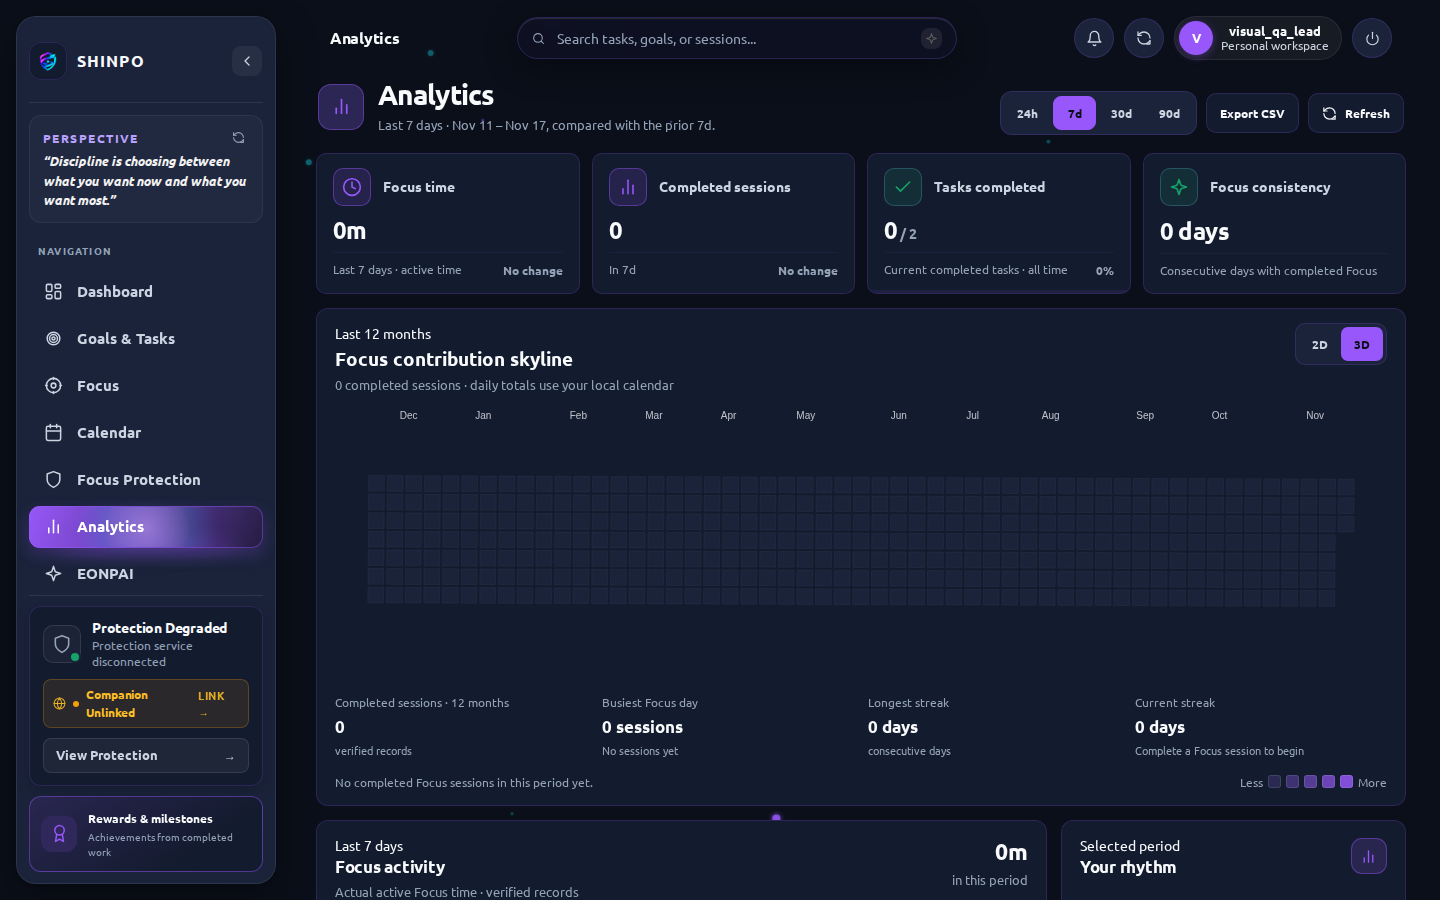 SHINPO
PERSPECTIVE
“Discipline is choosing between
what you want now and what you
want most.”
NAVIGATION
Dashboard
Goals & Tasks
Focus
Calendar
Focus Protection
Analytics
EONPAI
Protection Degraded
Protection service
disconnected
Companion
Unlinked
LINK
→
View Protection →
Rewards & milestones
Achievements from completed
work
Analytics
Search tasks, goals, or sessions...
V
visual_qa_lead
Personal workspace
Analytics
Last 7 days · Nov 11 – Nov 17, compared with the prior 7d.
24h 7d 30d 90d
Export CSV
Refresh
Focus time
0m
Last 7 days · active time No change
Completed sessions
0
In 7d No change
Tasks completed
0 / 2
Current completed tasks · all time 0%
Focus consistency
0 days
Consecutive days with completed Focus
Last 12 months
Focus contribution skyline
0 completed sessions · daily totals use your local calendar
2D 3D
Dec Jan Feb Mar Apr May Jun Jul Aug Sep Oct Nov
Completed sessions · 12 months
0
verified records
Busiest Focus day
0 sessions
No sessions yet
Longest streak
0 days
consecutive days
Current streak
0 days
Complete a Focus session to begin
No completed Focus sessions in this period yet.
Less More
Last 7 days
Focus activity
Actual active Focus time · verified records
0m
in this period
Selected period
Your rhythm